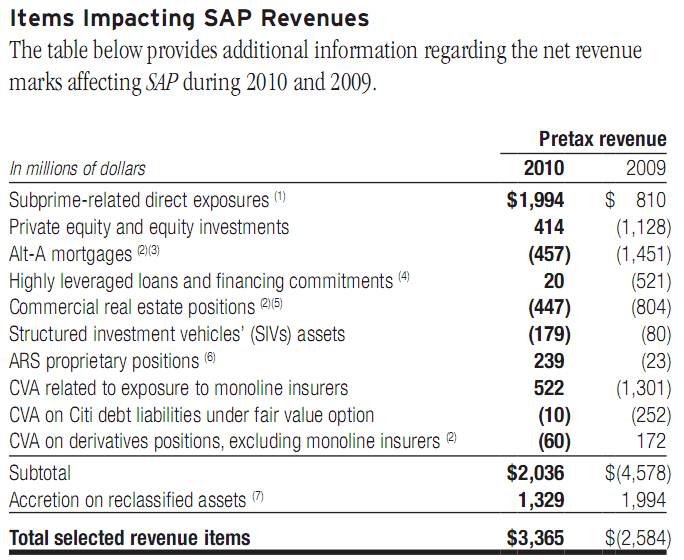 Items Impacting SAP Revenues
The table below provides additional information regarding the net revenue
marks affecting SAP during 2010 and 2009.
Pretax revenue
In millions of dollars 2010 2009
Subprime-related direct exposures (1) $1,994 $ 810
Private equity and equity investments 414 (1,128)
Alt-A mortgages (2)(3) (457) (1,451)
Highly leveraged loans and financing commitments (4) 20 (521)
Commercial real estate positions (2)(5) (447) (804)
Structured investment vehicles' (SIVs) assets (179) (80)
ARS proprietary positions (6) 239 (23)
CVA related to exposure to monoline insurers 522 (1,301)
CVA on Citi debt liabilities under fair value option (10) (252)
CVA on derivatives positions, excluding monoline insurers (2) (60) 172
Subtotal $2,036 $(4,578)
Accretion on reclassified assets (7) 1,329 1,994
Total selected revenue items $3,365 $(2,584)